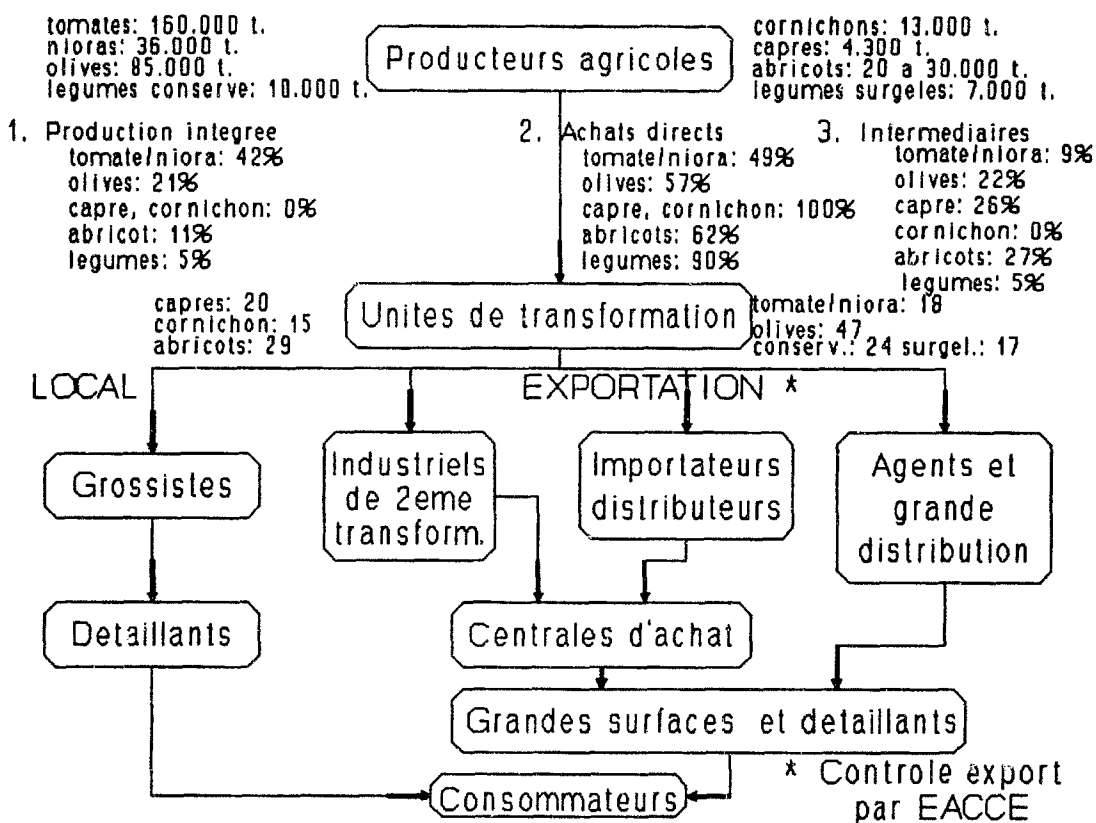 tomates: 160.000 t.
nioras: 36.000 t.
olives: 85.000 t.
legumes conserve: 10.000 t.
Producteurs agricoles
cornichons: 13.000 t.
capres: 4.300 t.
abricots: 20 a 30.000 t.
legumes surgeles: 7.000 t.
1. Production integree
tomate/niora: 42%
olives: 21%
capre, cornichon: 0%
abricot: 11%
legumes: 5%
2. Achats directs
tomate/niora: 49%
olives: 57%
capre, cornichon: 100%
abricots: 62%
legumes: 90%
3. Intermediaires
tomate/niora: 9%
olives: 22%
capre: 26%
cornichon: 0%
abricots: 27%
legumes: 5%
capres: 20
cornichon: 15
abricots: 29
Unites de transformation
tomate/niora: 18
olives: 47
conserv.: 24 surgel.: 17
LOCAL
EXPORTATION *
Grossistes
Industriels
de 2eme
transform.
Importateurs
distributeurs
Agents et
grande
distribution
Detaillants
Centrales d'achat
Grandes surfaces et detaillants
Consommateurs
* Controle export
par EACCE